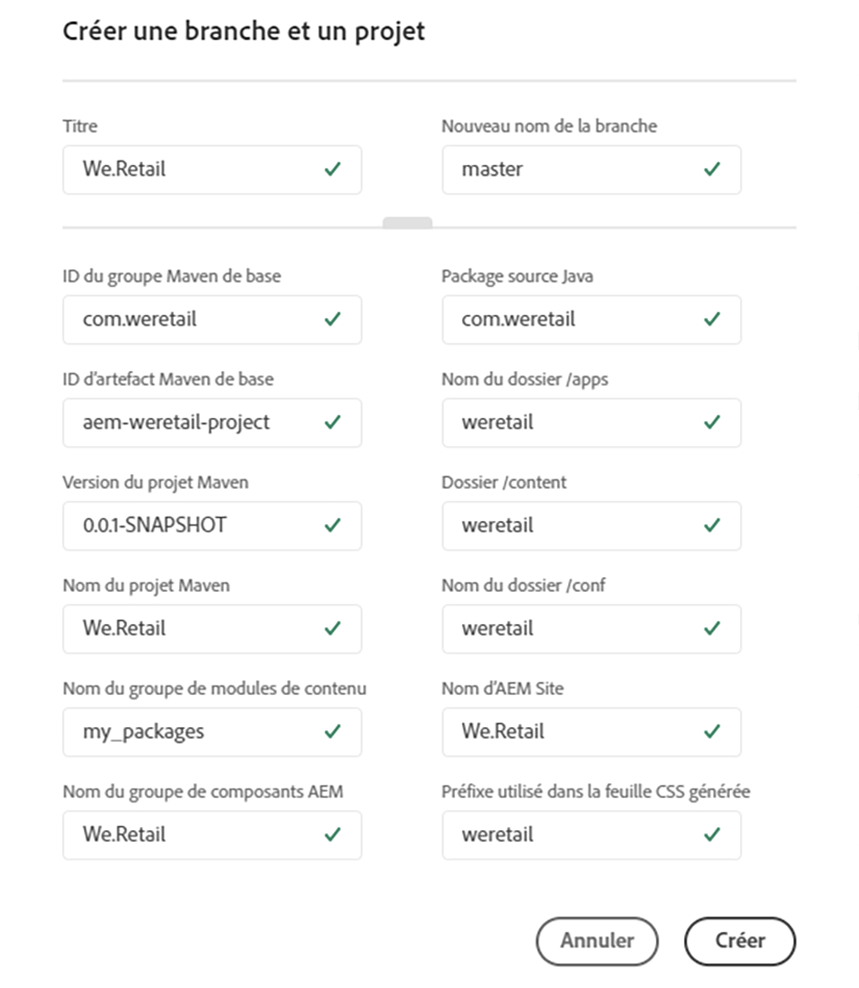 Créer une branche et un projet
Titre
Nouveau nom de la branche
We.Retail
master
ID du groupe Maven de base
Package source Java
com.weretail
com.weretail
ID d'artefact Maven de base
Nom du dossier /apps
aem-weretail-project
weretail
Version du projet Maven
Dossier /content
0.0.1-SNAPSHOT
weretail
Nom du projet Maven
Nom du dossier /conf
We.Retail
weretail
Nom du groupe de modules de contenu
Nom d'AEM Site
my_packages
We.Retail
Nom du groupe de composants AEM
Préfixe utilisé dans la feuille CSS générée
We.Retail
weretail
Annuler
Créer